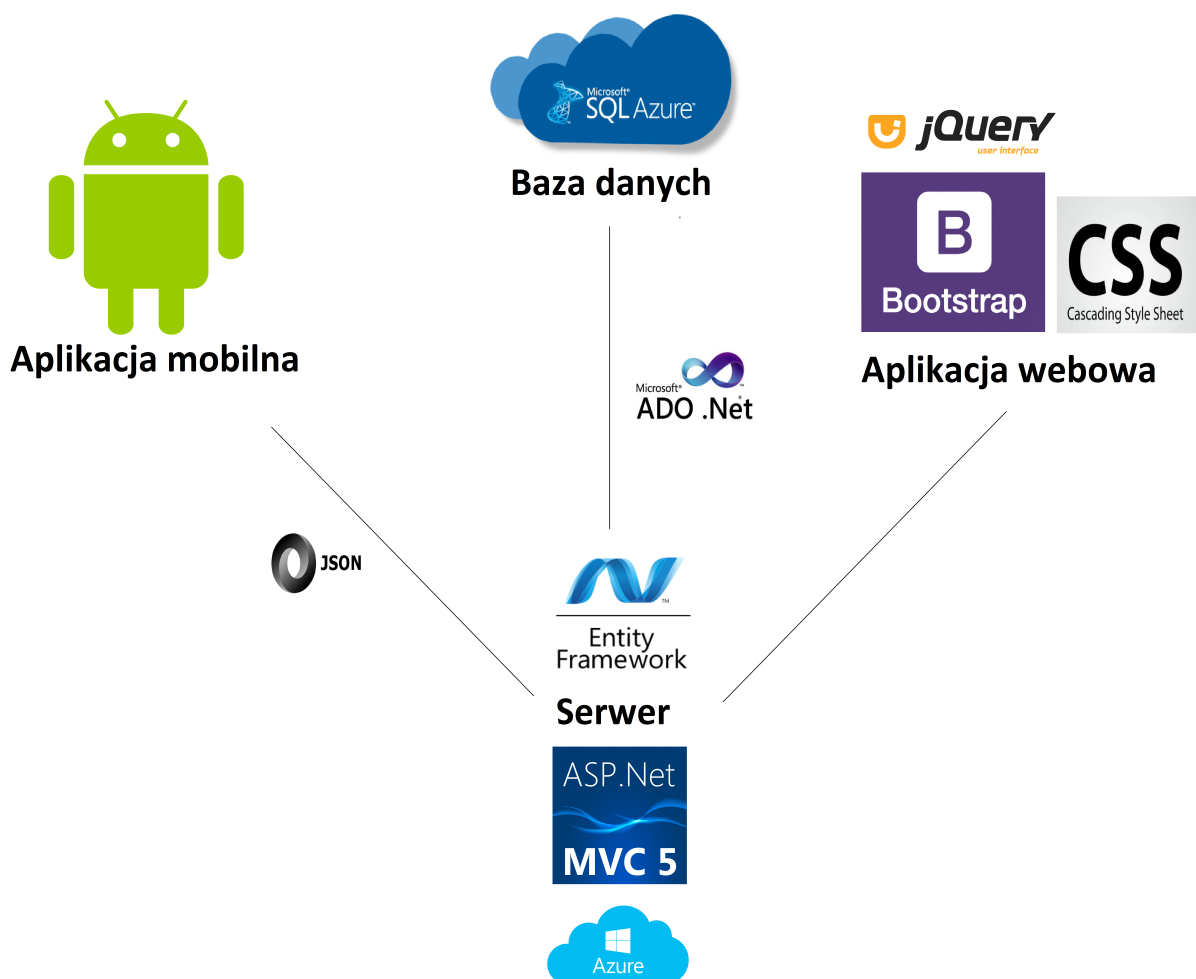 Microsoft®
SQL Azure™
Baza danych
jQuery
user interface
B
Bootstrap
CSS
Cascading Style Sheet
Aplikacja mobilna
Aplikacja webowa
Microsoft®
ADO .Net
JSON
Entity
Framework
Serwer
ASP.Net
MVC 5
Azure